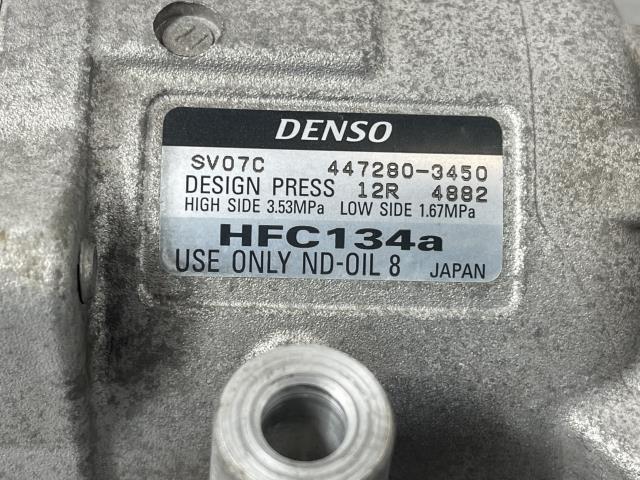 DENSO
SV07C 447280-3450
DESIGN PRESS 12R 4882
HIGH SIDE 3.53MPa LOW SIDE 1.67MPa
HFC134a
USE ONLY ND-OIL 8 JAPAN